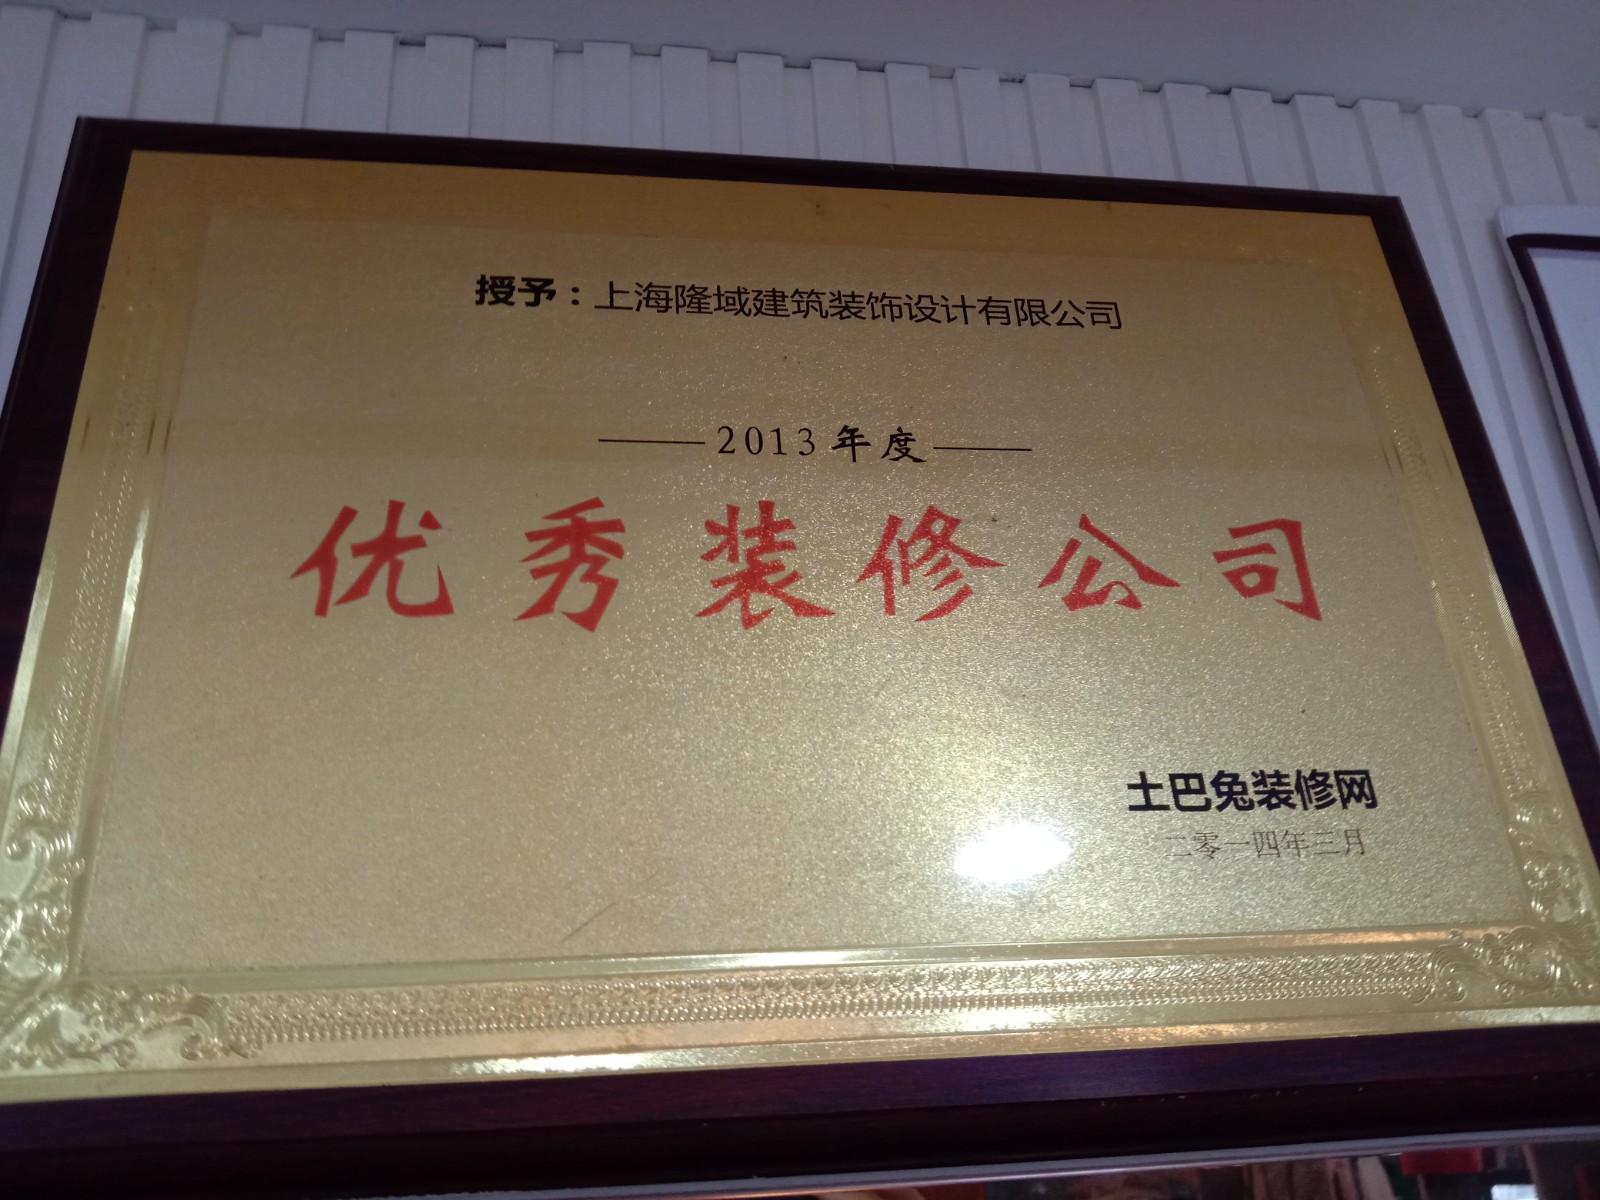 授予：上海隆域建筑装饰设计有限公司
2013年度
优秀装修公司
土巴兔装修网
二零一四年三月